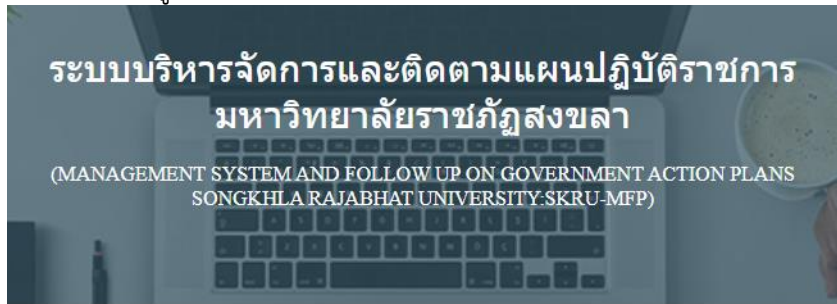 ระบบบริหารจัดการและติดตามแผนปฎิบัติราชการ
มหาวิทยาลัยราชภัฏสงขลา
(MANAGEMENT SYSTEM AND FOLLOW UP ON GOVERNMENT ACTION PLANS
SONGKHLA RAJABHAT UNIVERSITY:SKRU-MFP)